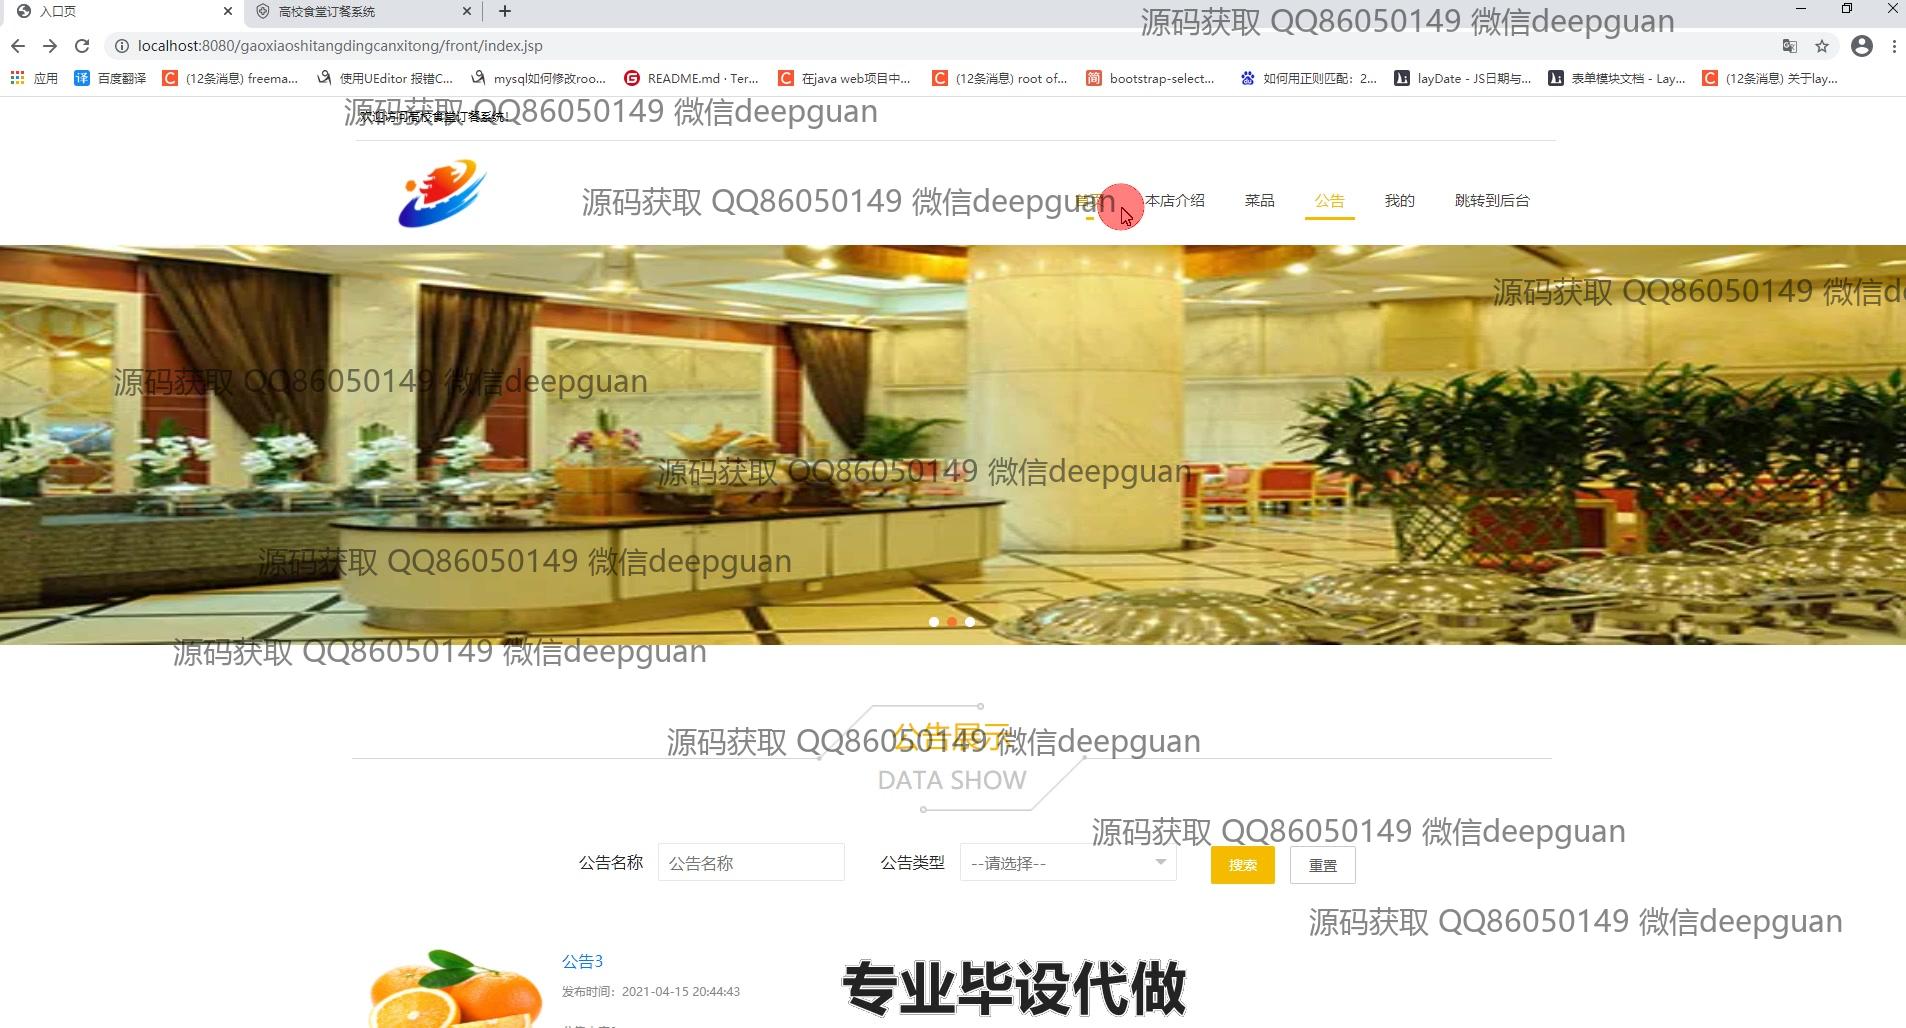 入口页
高校食堂订餐系统
localhost:8080/gaoxiaoshitangdingcanxitong/front/index.jsp
源码获取 QQ86050149 微信deepguan
应用
百度翻译
(12条消息) freema...
使用UEditor 报错C...
mysql如何修改roo...
README.md · Ter...
在java web项目中...
(12条消息) root of...
bootstrap-select...
如何用正则匹配：2...
layDate - JS日期与...
表单模块文档 - Lay...
(12条消息) 关于lay...
源码获取 QQ86050149 微信deepguan
欢迎访问高校食堂订餐系统!
源码获取 QQ86050149 微信deepguan
首页
本店介绍
菜品
公告
我的
跳转到后台
源码获取 QQ86050149 微信de
源码获取 QQ86050149 微信deepguan
源码获取 QQ86050149 微信deepguan
源码获取 QQ86050149 微信deepguan
源码获取 QQ86050149 微信deepguan
公告展示
源码获取 QQ86050149 微信deepguan
DATA SHOW
源码获取 QQ86050149 微信deepguan
公告名称
公告名称
公告类型
--请选择--
搜索
重置
源码获取 QQ86050149 微信deepguan
公告3
发布时间：2021-04-15 20:44:43
专业毕设代做